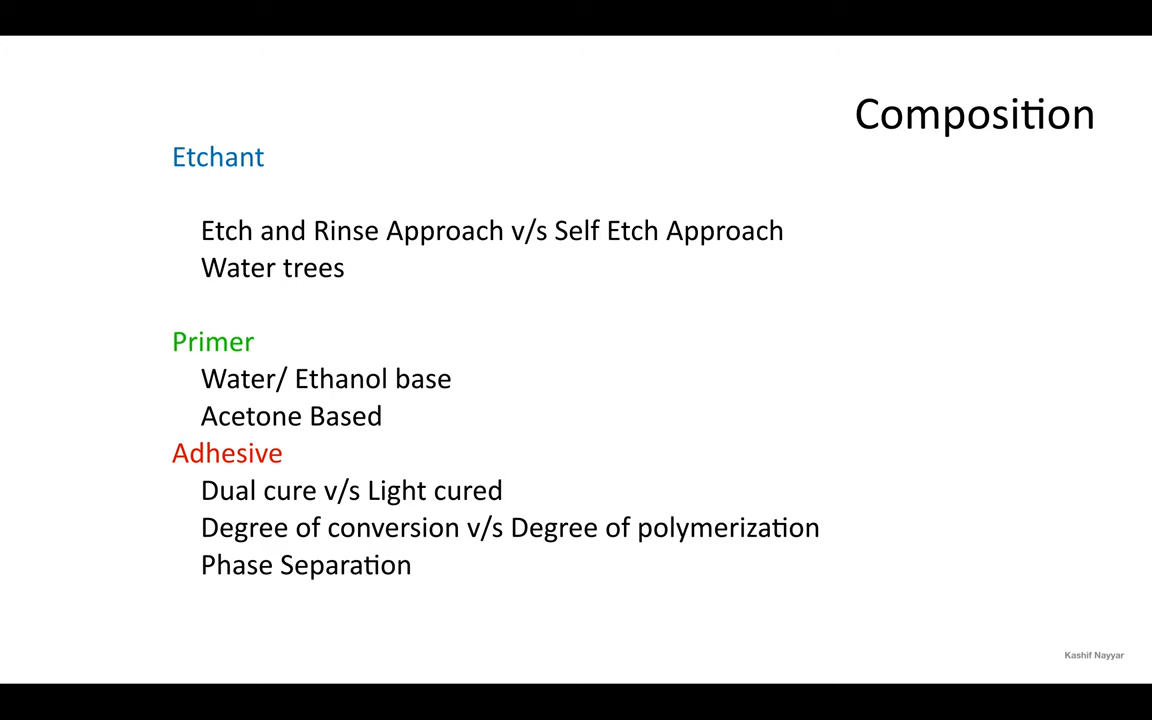 Composition
Etchant
Etch and Rinse Approach v/s Self Etch Approach
Water trees
Primer
Water/ Ethanol base
Acetone Based
Adhesive
Dual cure v/s Light cured
Degree of conversion v/s Degree of polymerization
Phase Separation
Kashif Nayyar